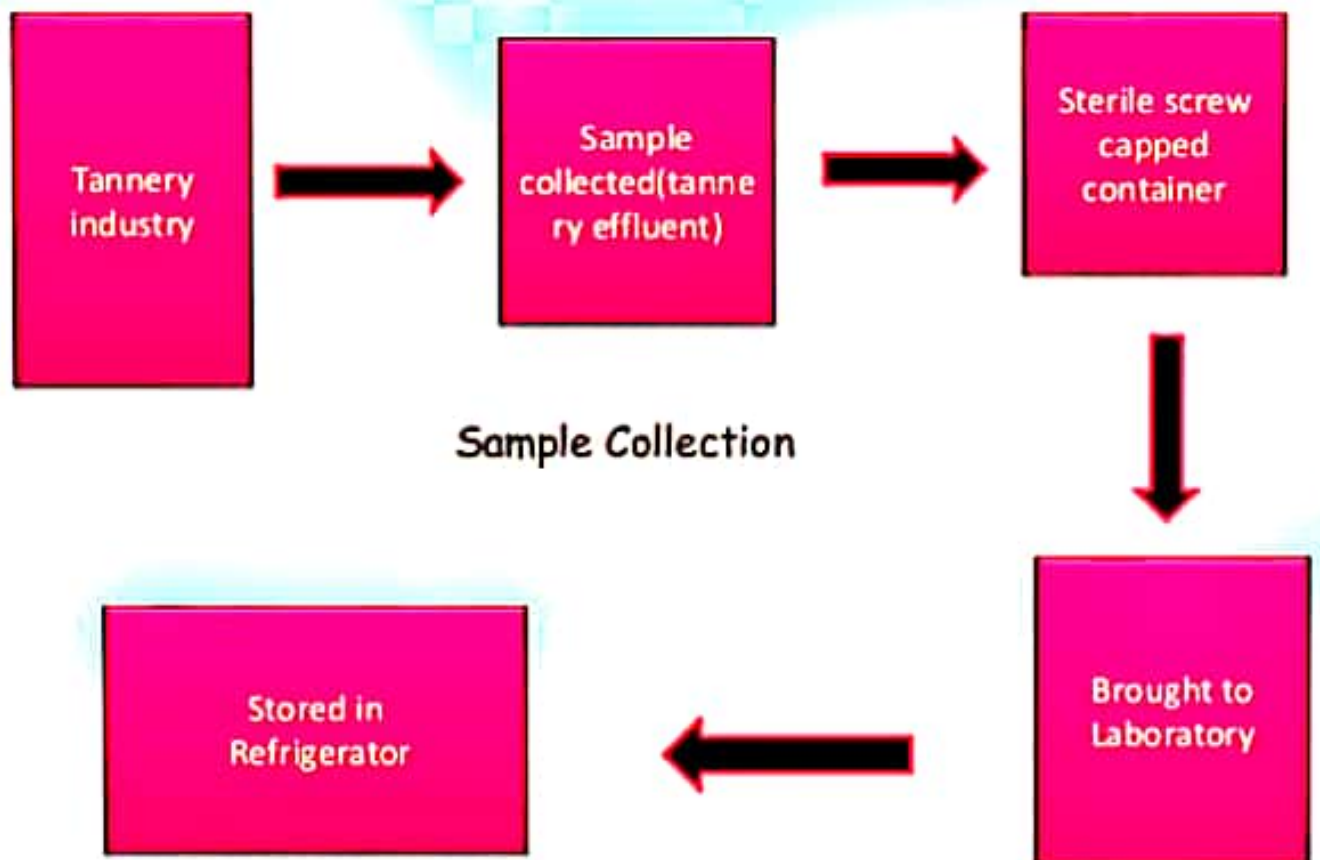 Tannery
industry
Sample
collected(tanne
ry effluent)
Sterile screw
capped
container
Sample Collection
Brought to
Laboratory
Stored in
Refrigerator